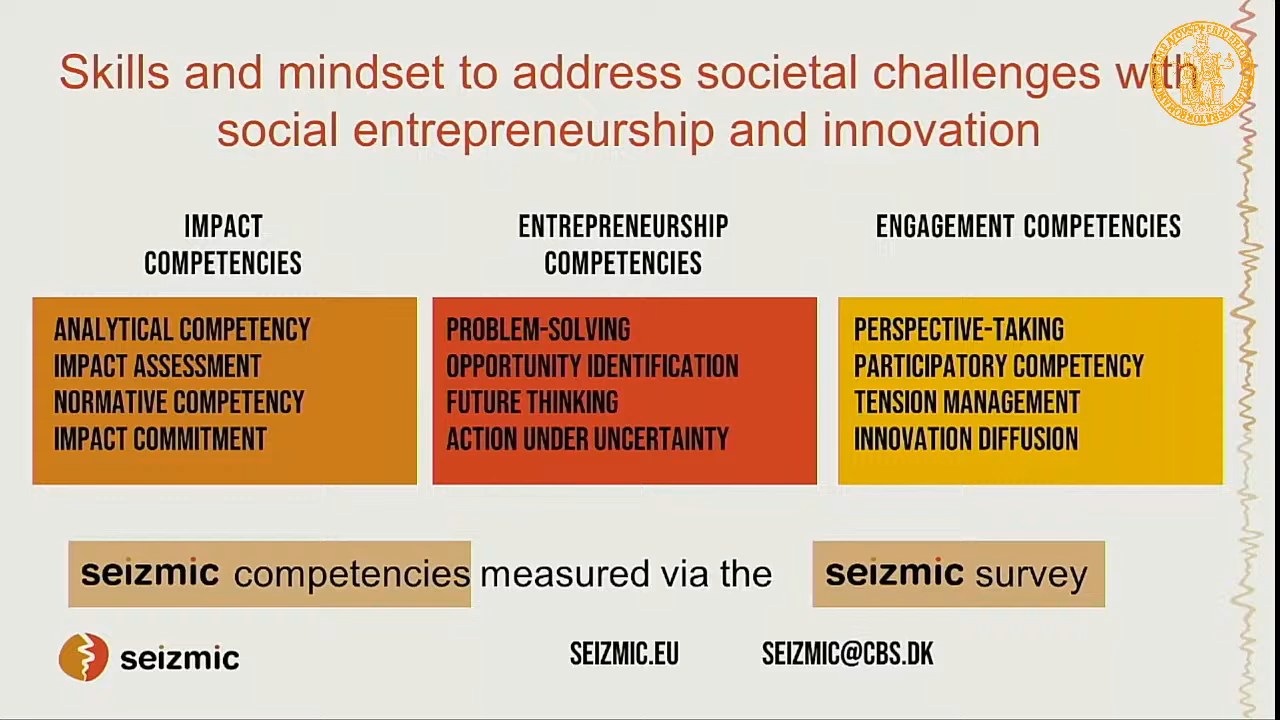 Skills and mindset to address societal challenges with
social entrepreneurship and innovation
IMPACT
COMPETENCIES
ANALYTICAL COMPETENCY
IMPACT ASSESSMENT
NORMATIVE COMPETENCY
IMPACT COMMITMENT
ENTREPRENEURSHIP
COMPETENCIES
PROBLEM-SOLVING
OPPORTUNITY IDENTIFICATION
FUTURE THINKING
ACTION UNDER UNCERTAINTY
ENGAGEMENT COMPETENCIES
PERSPECTIVE-TAKING
PARTICIPATORY COMPETENCY
TENSION MANAGEMENT
INNOVATION DIFFUSION
seizmic competencies measured via the seizmic survey
seizmic
SEIZMIC.EU
SEIZMIC@CBS.DK